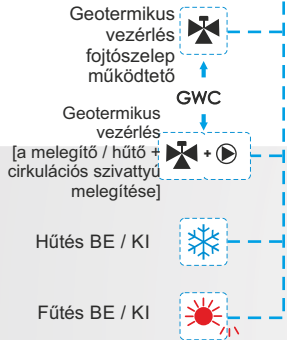 Geotermikus
vezérlés
fojtószelep
működtető
GWC
Geotermikus
vezérlés
[a melegítő / hűtő +
cirkulációs szivattyú
melegítése]
+
Hűtés BE / KI
Fűtés BE / KI